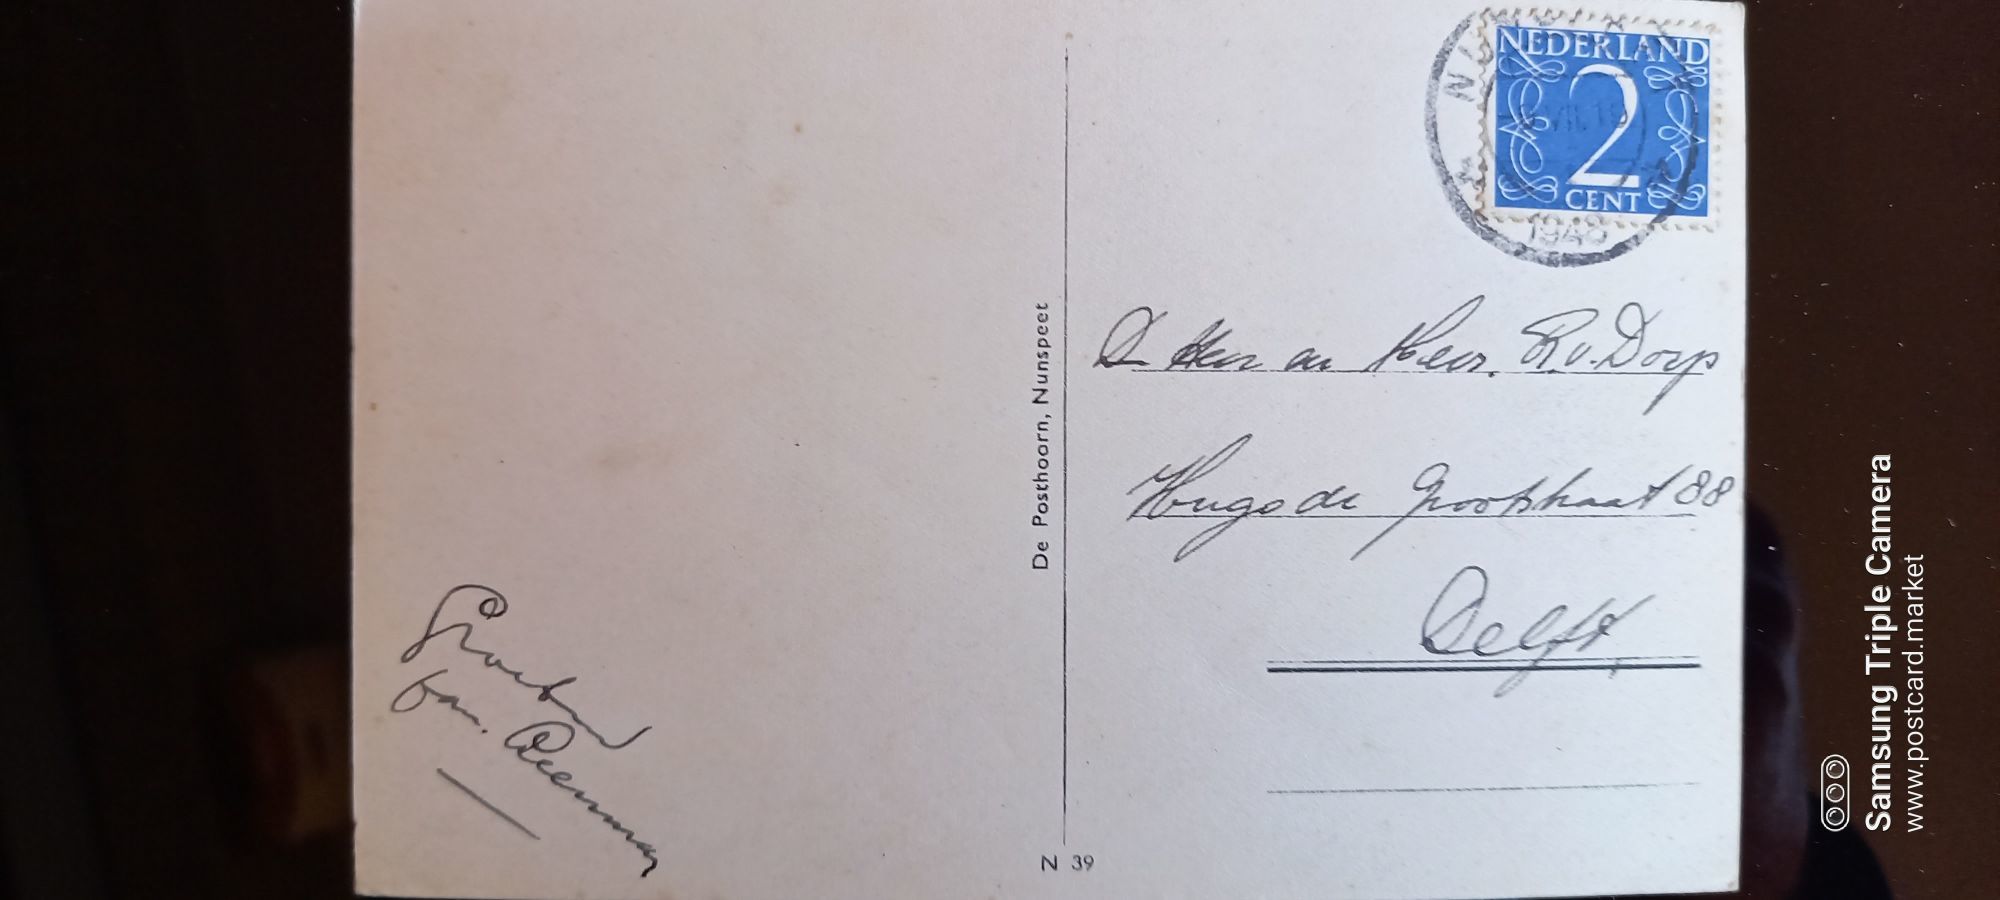 NEDERLAND
2
CENT
1948
De Heer en Mevr. R. v. Dorp
Hugo de Grootstraat 88
Delft,
De Posthoorn, Nunspeet
Groeten
fam.
N 39
Samsung Triple Camera
www.postcard.market